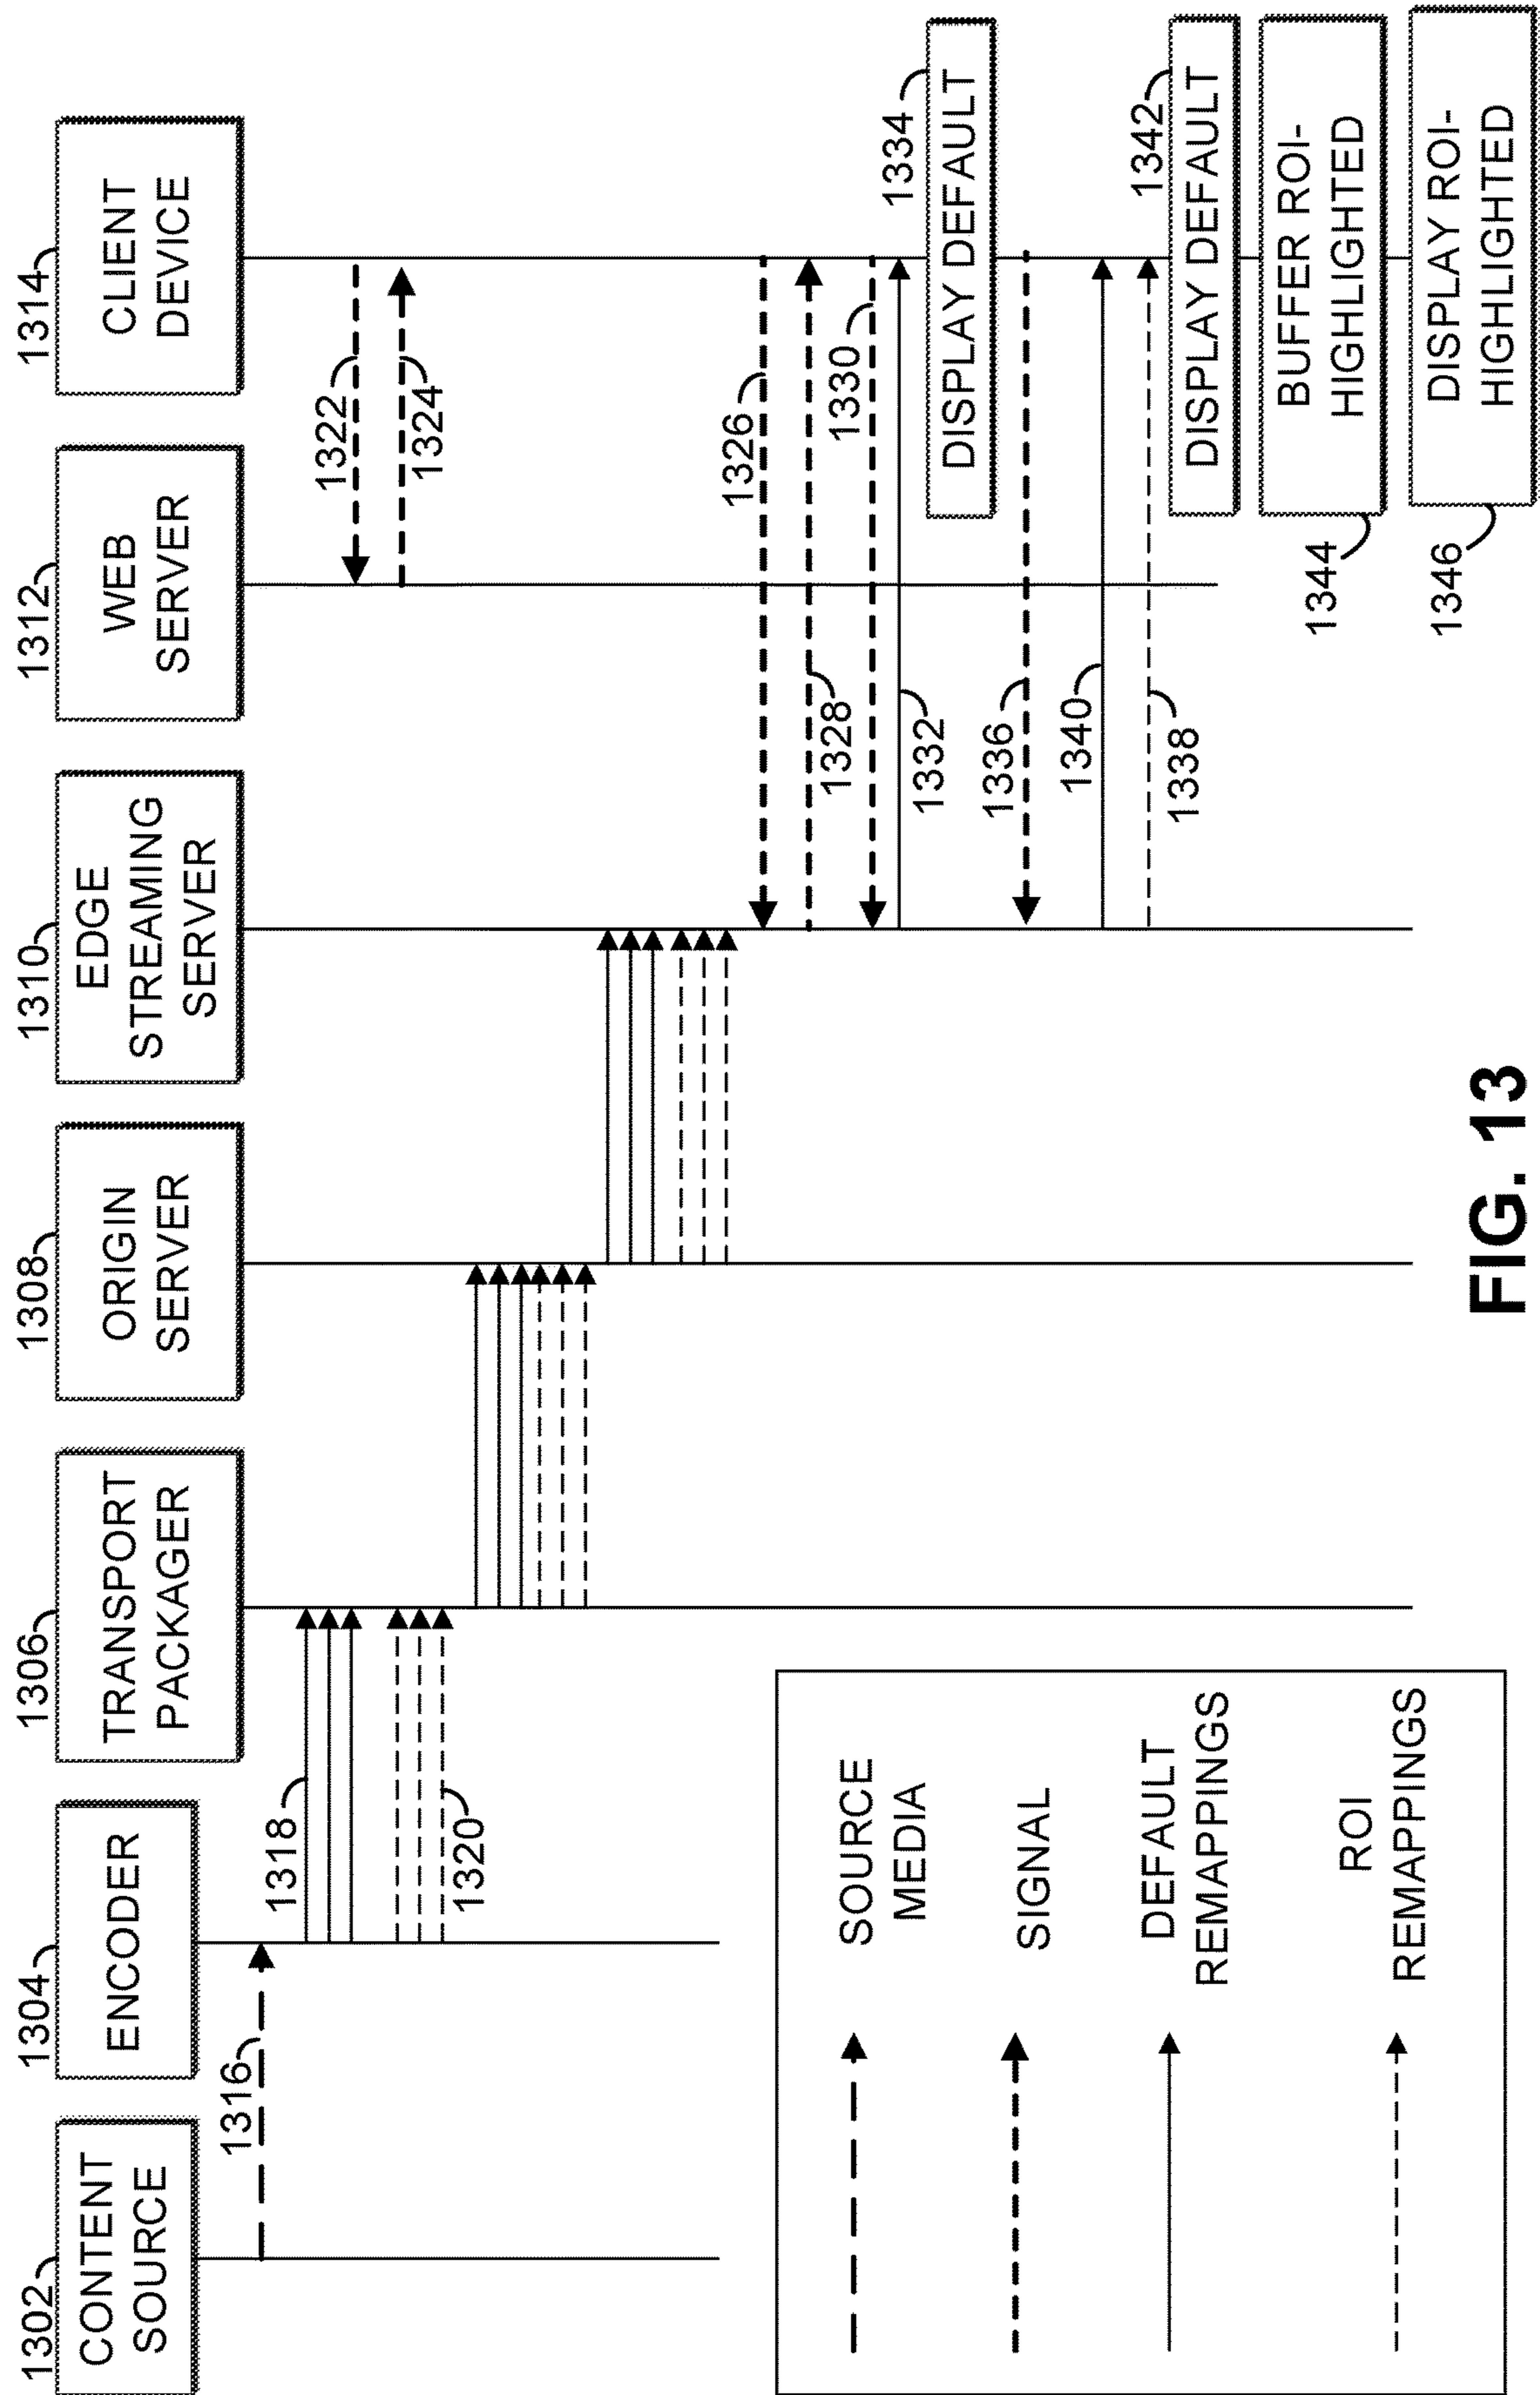 1302
CONTENT
SOURCE
1304
ENCODER
1306
TRANSPORT
PACKAGER
1308
ORIGIN
SERVER
1310
EDGE
STREAMING
SERVER
1312
WEB
SERVER
1314
CLIENT
DEVICE
1316
1318
1320
1322
1324
1326
1328
1330
1332
1334
DISPLAY DEFAULT
1336
1340
1338
1342
DISPLAY DEFAULT
1344
BUFFER ROI-
HIGHLIGHTED
1346
DISPLAY ROI-
HIGHLIGHTED
SOURCE
MEDIA
SIGNAL
DEFAULT
REMAPPINGS
ROI
REMAPPINGS
FIG. 13